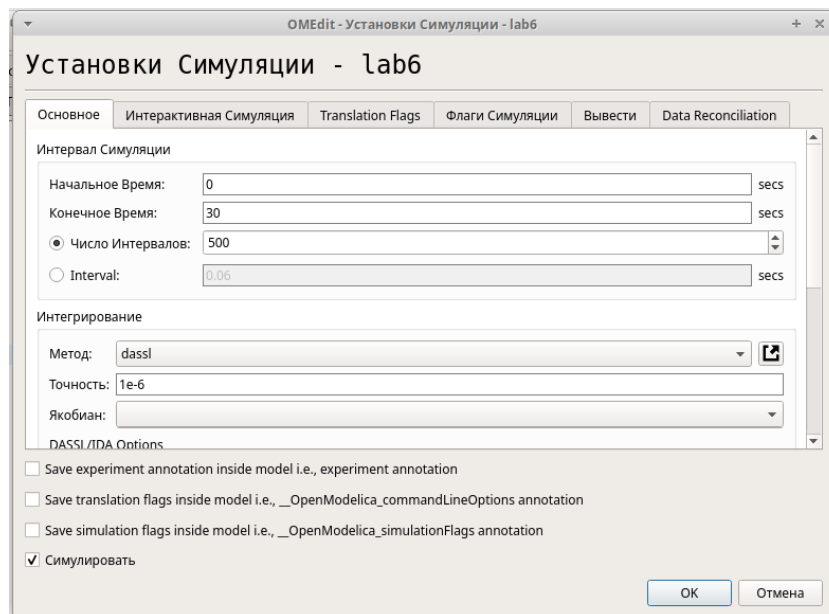 OMEdit - Установки Симуляции - lab6
Установки Симуляции - lab6
Основное Интерактивная Симуляция Translation Flags Флаги Симуляции Вывести Data Reconciliation
Интервал Симуляции
Начальное Время: 0 secs
Конечное Время: 30 secs
Число Интервалов: 500
Interval: 0.06 secs
Интегрирование
Метод: dassl
Точность: 1e-6
Якобиан:
DASSL/IDA Options
Save experiment annotation inside model i.e., experiment annotation
Save translation flags inside model i.e., __OpenModelica_commandLineOptions annotation
Save simulation flags inside model i.e., __OpenModelica_simulationFlags annotation
Симулировать
OK Отмена